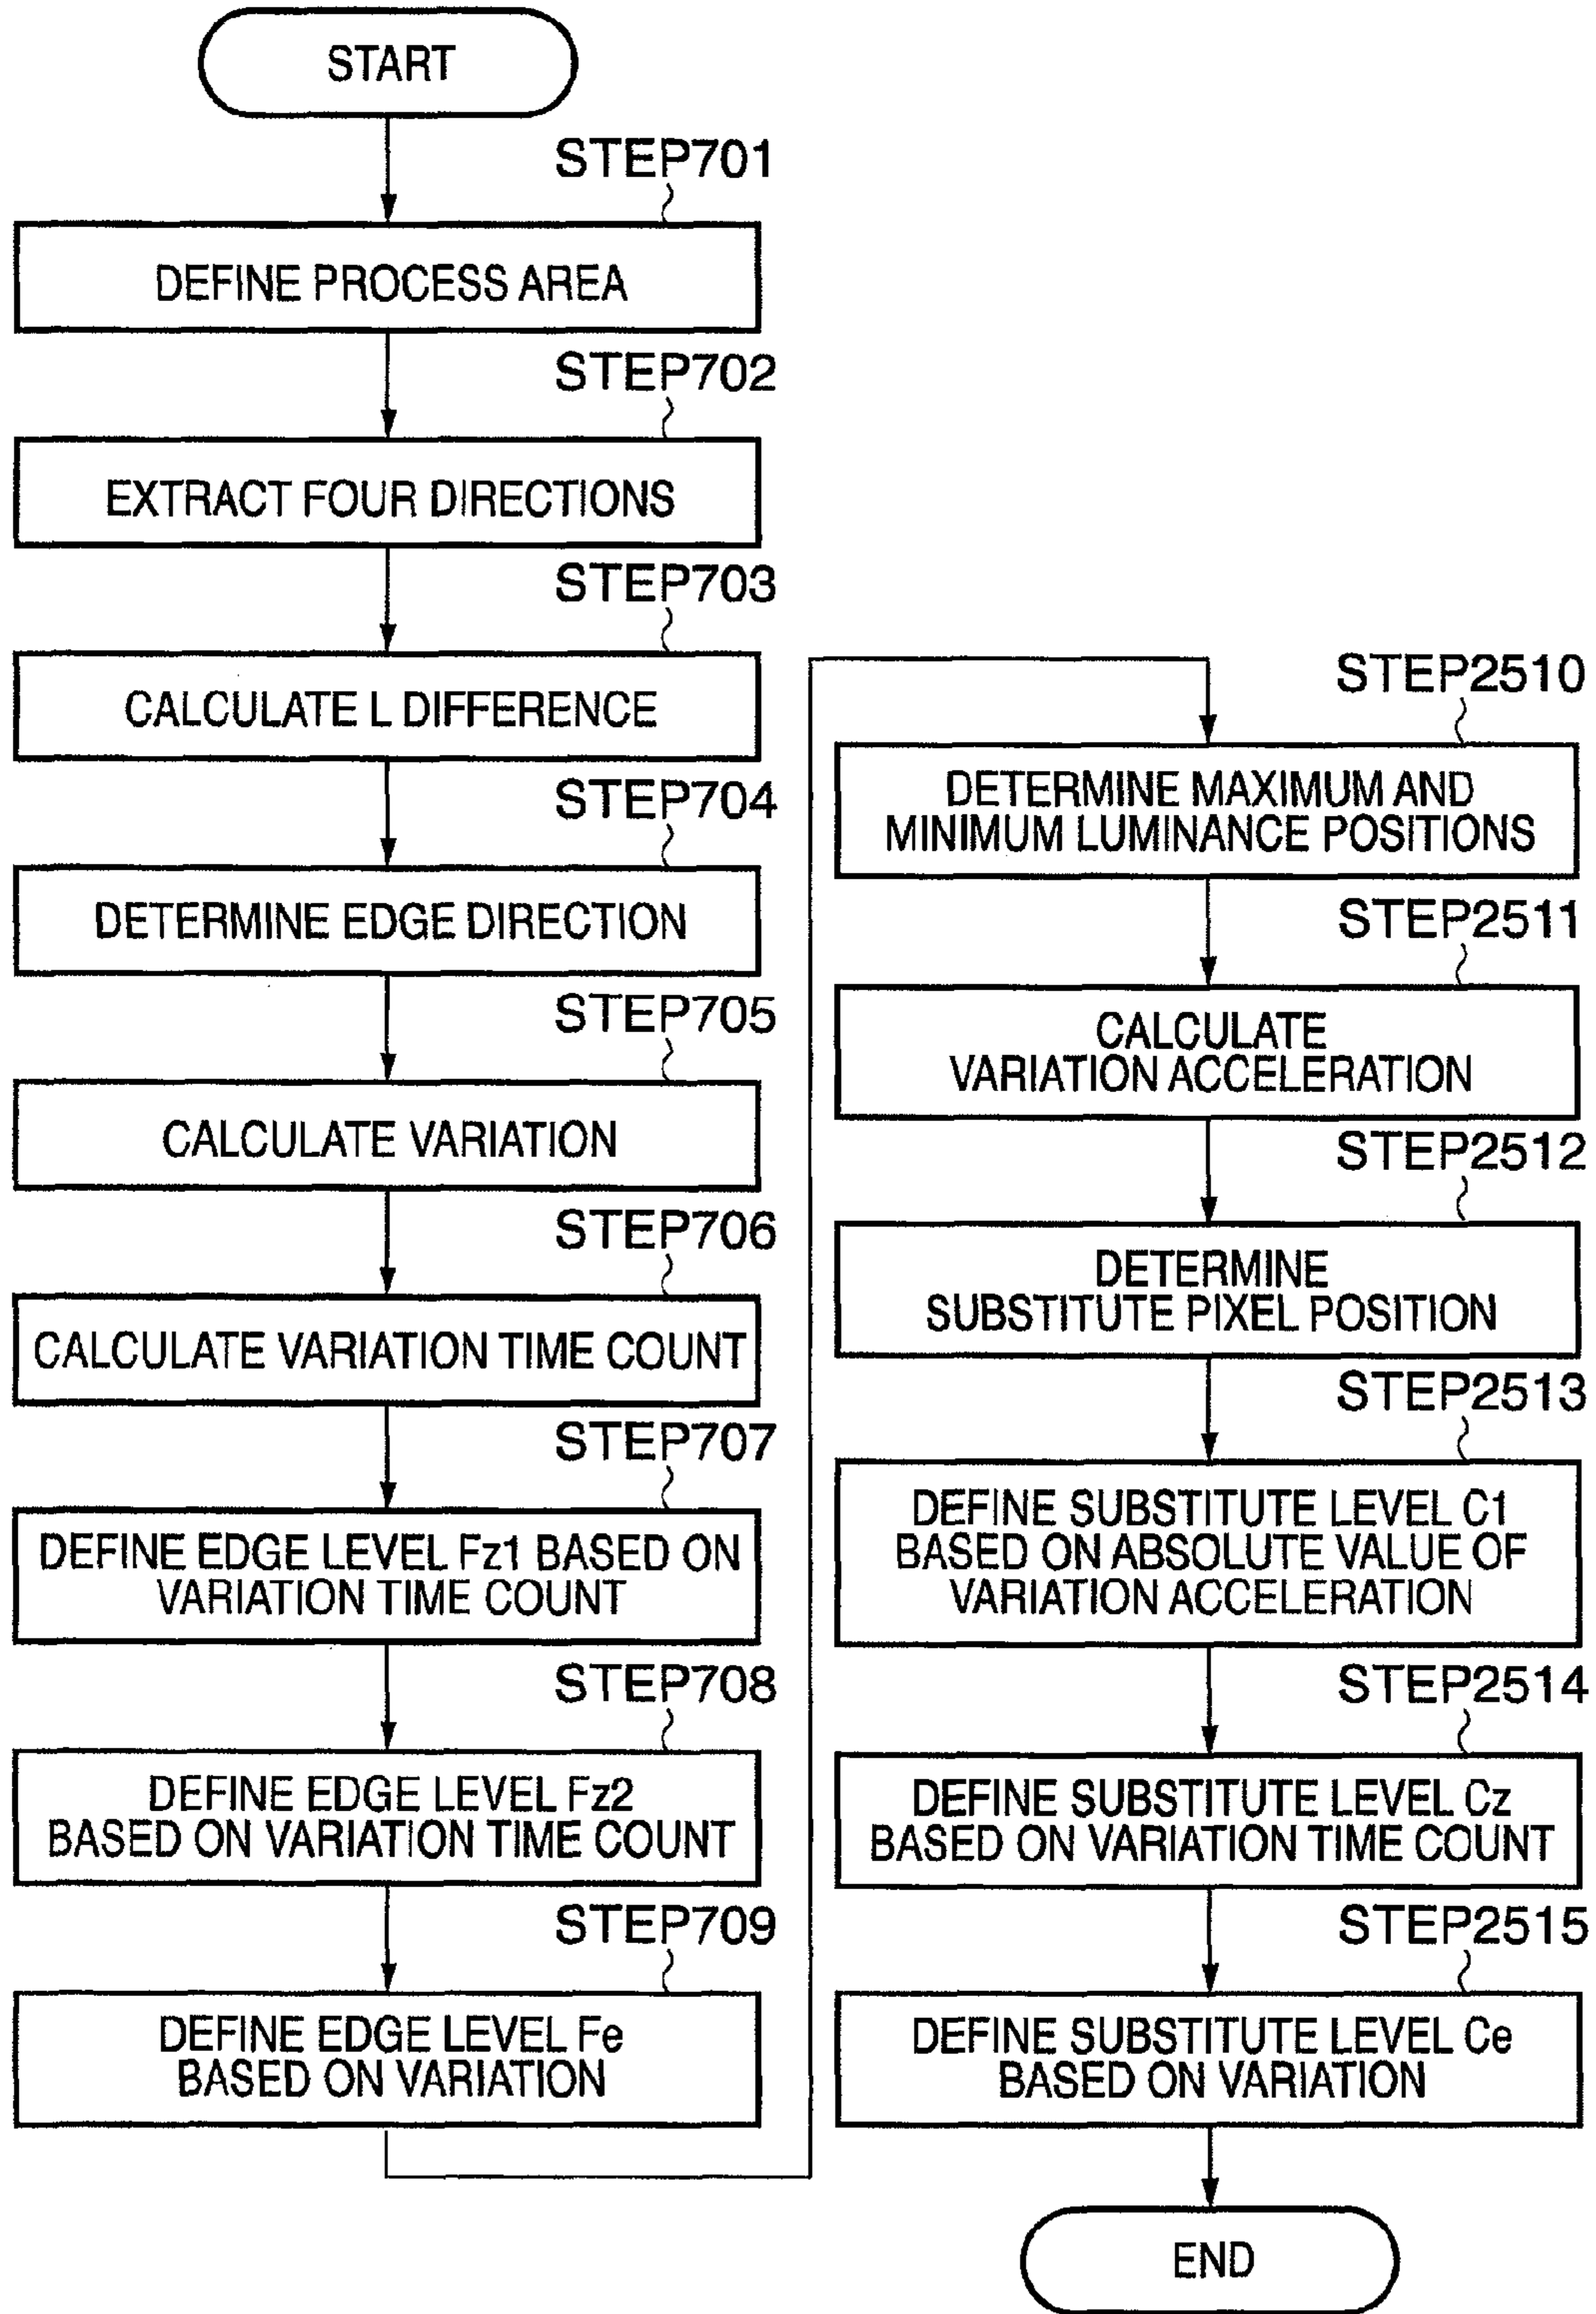 START
STEP701
DEFINE PROCESS AREA
STEP702
EXTRACT FOUR DIRECTIONS
STEP703
CALCULATE L DIFFERENCE
STEP704
DETERMINE EDGE DIRECTION
STEP705
CALCULATE VARIATION
STEP706
CALCULATE VARIATION TIME COUNT
STEP707
DEFINE EDGE LEVEL Fz1 BASED ON
VARIATION TIME COUNT
STEP708
DEFINE EDGE LEVEL Fz2
BASED ON VARIATION TIME COUNT
STEP709
DEFINE EDGE LEVEL Fe
BASED ON VARIATION
STEP2510
DETERMINE MAXIMUM AND
MINIMUM LUMINANCE POSITIONS
STEP2511
CALCULATE
VARIATION ACCELERATION
STEP2512
DETERMINE
SUBSTITUTE PIXEL POSITION
STEP2513
DEFINE SUBSTITUTE LEVEL C1
BASED ON ABSOLUTE VALUE OF
VARIATION ACCELERATION
STEP2514
DEFINE SUBSTITUTE LEVEL Cz
BASED ON VARIATION TIME COUNT
STEP2515
DEFINE SUBSTITUTE LEVEL Ce
BASED ON VARIATION
END